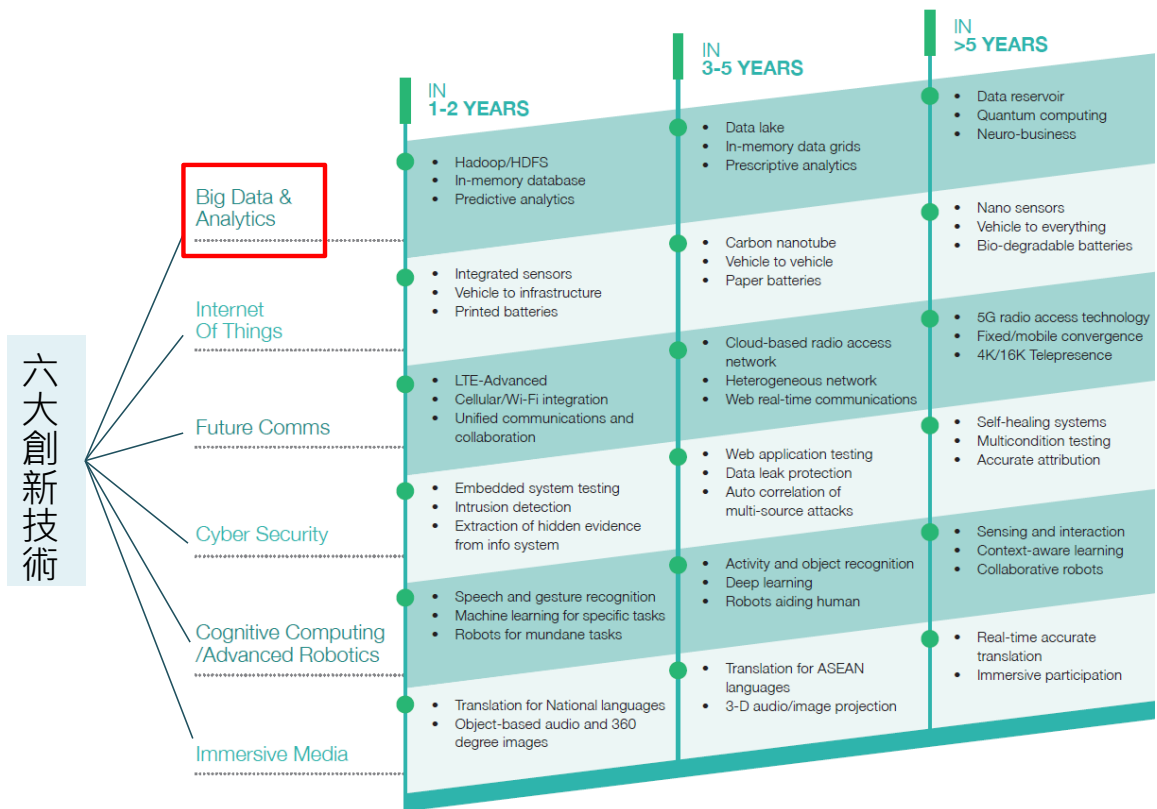 六大創新技術
Big Data &
Analytics
Internet
Of Things
Future Comms
Cyber Security
Cognitive Computing
/Advanced Robotics
Immersive Media
IN
1-2 YEARS
• Hadoop/HDFS
• In-memory database
• Predictive analytics
• Integrated sensors
• Vehicle to infrastructure
• Printed batteries
• LTE-Advanced
• Cellular/Wi-Fi integration
• Unified communications and
collaboration
• Embedded system testing
• Intrusion detection
• Extraction of hidden evidence
from info system
• Speech and gesture recognition
• Machine learning for specific tasks
• Robots for mundane tasks
• Translation for National languages
• Object-based audio and 360
degree images
IN
3-5 YEARS
• Data lake
• In-memory data grids
• Prescriptive analytics
• Carbon nanotube
• Vehicle to vehicle
• Paper batteries
• Cloud-based radio access
network
• Heterogeneous network
• Web real-time communications
• Web application testing
• Data leak protection
• Auto correlation of
multi-source attacks
• Activity and object recognition
• Deep learning
• Robots aiding human
• Translation for ASEAN
languages
• 3-D audio/image projection
IN
>5 YEARS
• Data reservoir
• Quantum computing
• Neuro-business
• Nano sensors
• Vehicle to everything
• Bio-degradable batteries
• 5G radio access technology
• Fixed/mobile convergence
• 4K/16K Telepresence
• Self-healing systems
• Multicondition testing
• Accurate attribution
• Sensing and interaction
• Context-aware learning
• Collaborative robots
• Real-time accurate
translation
• Immersive participation